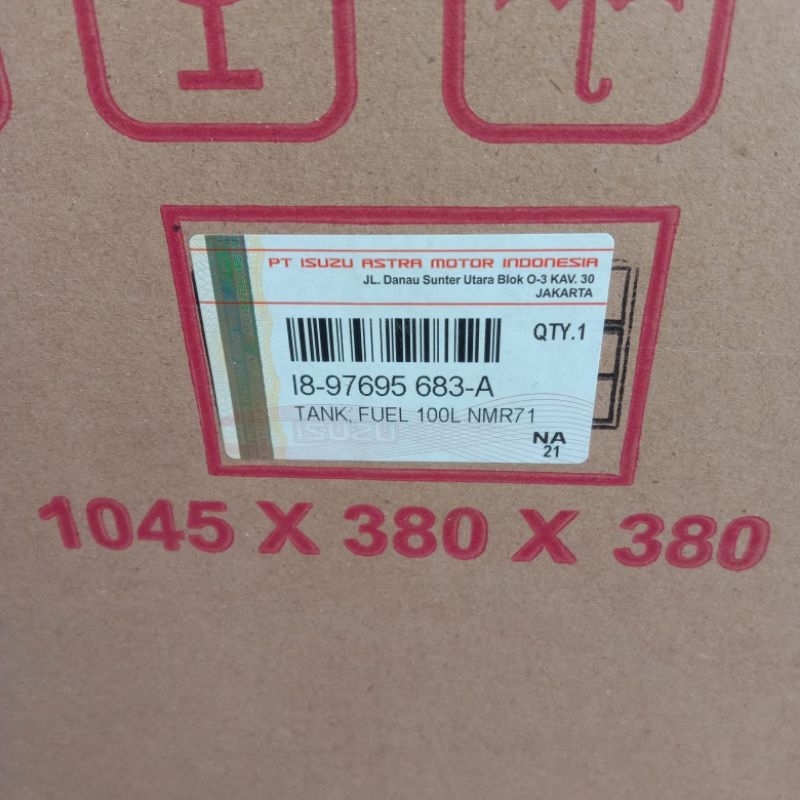 PT ISUZU ASTRA MOTOR INDONESIA
JL. Danau Sunter Utara Blok O-3 KAV. 30
JAKARTA
QTY.1
I8-97695 683-A
TANK; FUEL 100L NMR71
ISUZU
NA
21
1045 X 380 X 380